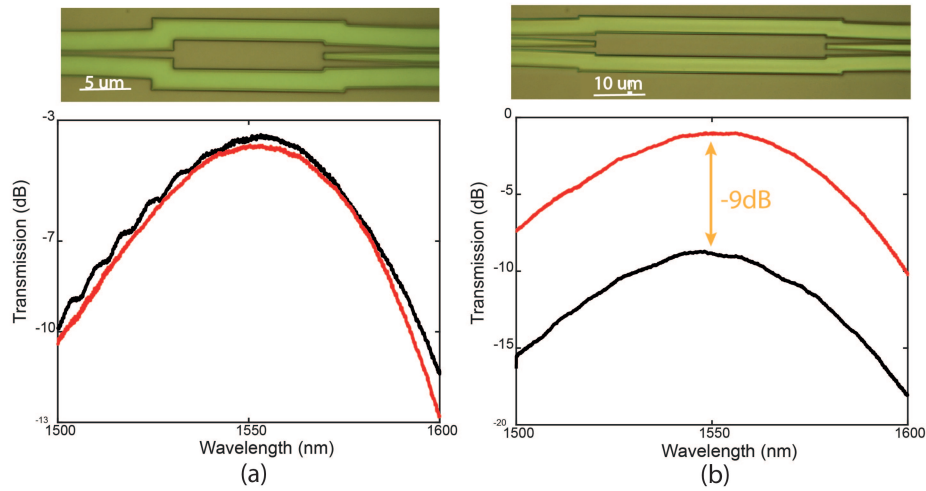 5 um
10 um
-3
-7
-10
-13
Transmission (dB)
1500
1550
1600
Wavelength (nm)
(a)
0
-5
-10
-15
-20
Transmission (dB)
-9dB
1500
1550
1600
Wavelength (nm)
(b)